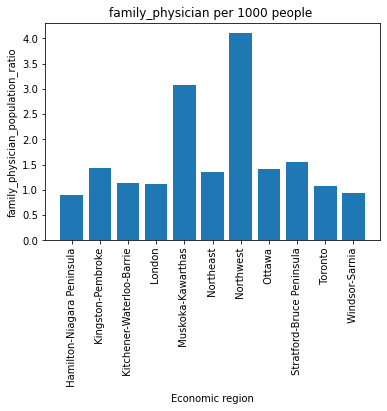 family_physician per 1000 people
family_physician_population_ratio
4.0
3.5
3.0
2.5
2.0
1.5
1.0
0.5
0.0
Hamilton-Niagara Peninsula
Kingston-Pembroke
Kitchener-Waterloo-Barrie
London
Muskoka-Kawarthas
Northeast
Northwest
Ottawa
Stratford-Bruce Peninsula
Toronto
Windsor-Sarnia
Economic region